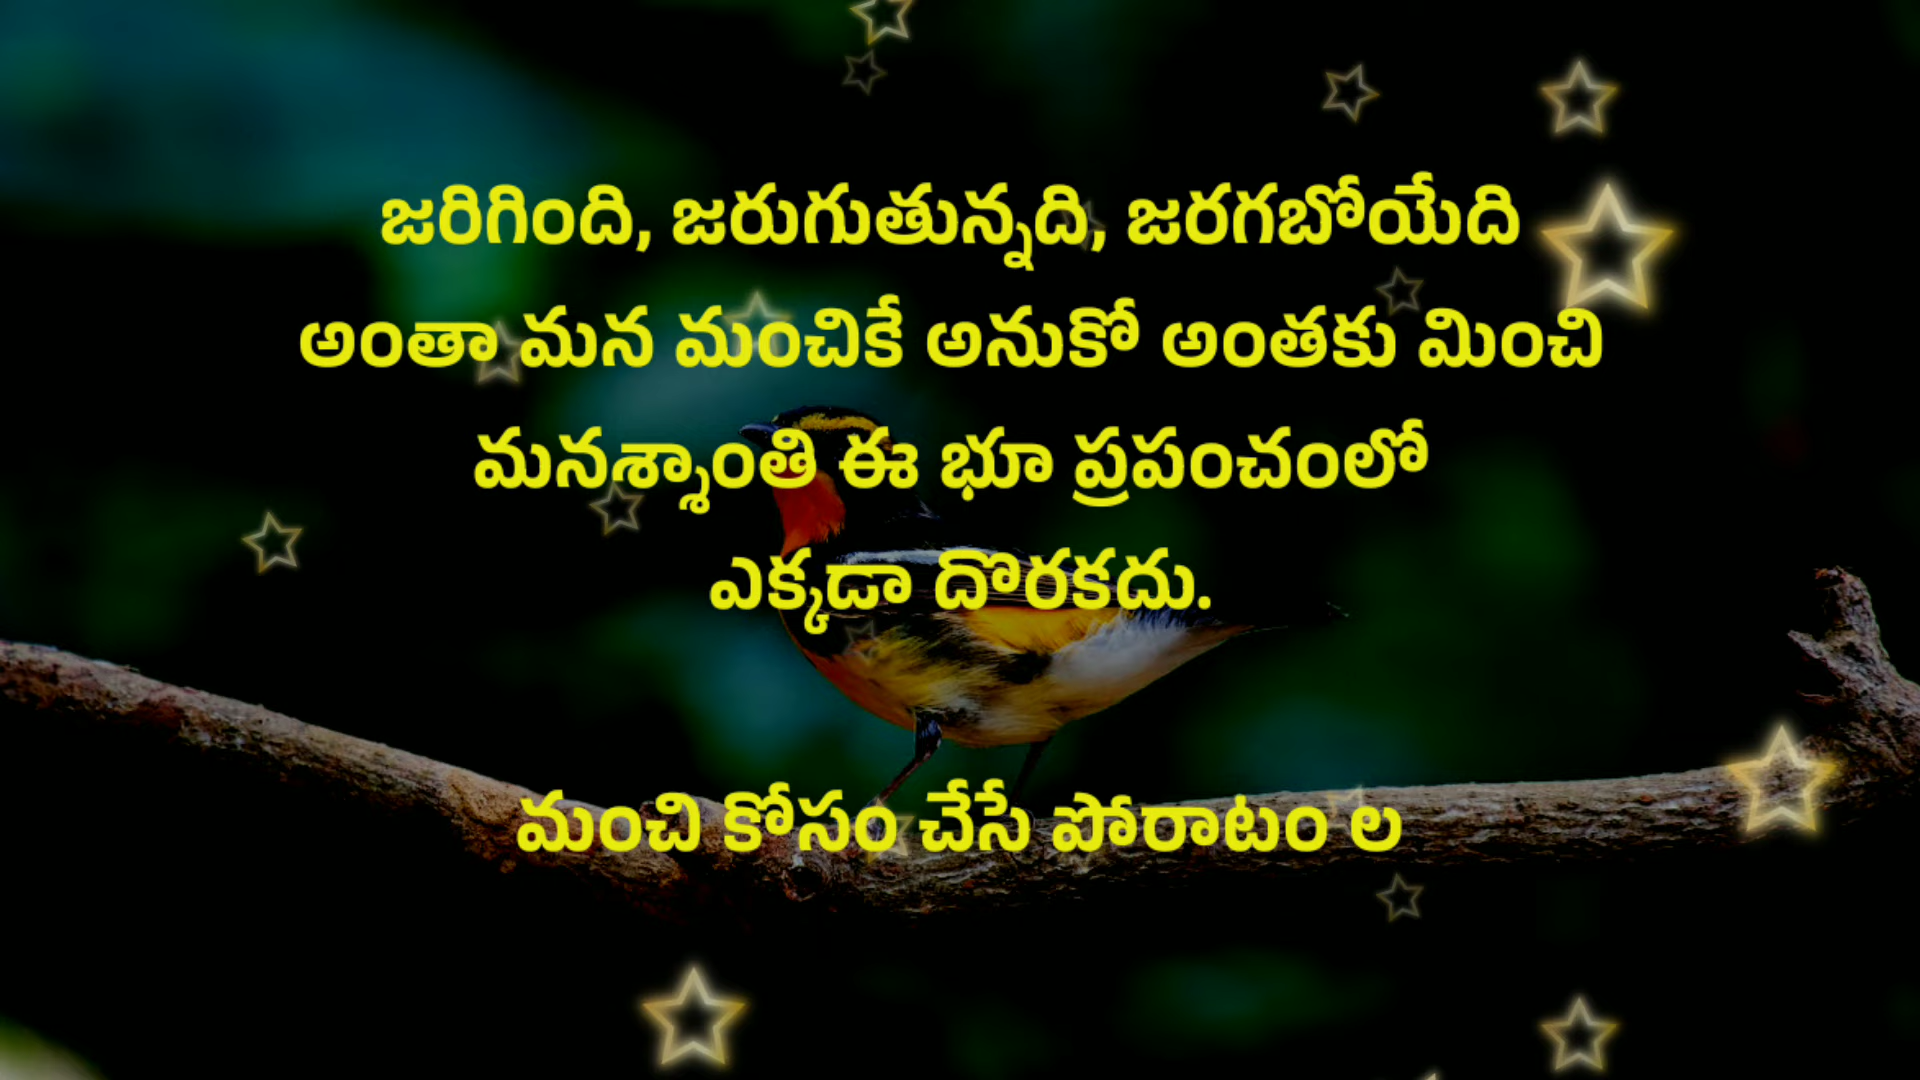 జరిగింది, జరుగుతున్నది, జరగబోయేది
అంతా మన మంచికే అనుకో అంతకు మించి
మనశ్శాంతి ఈ భూ ప్రపంచంలో
ఎక్కడా దొరకదు.
మంచి కోసం చేసే పోరాటం ల